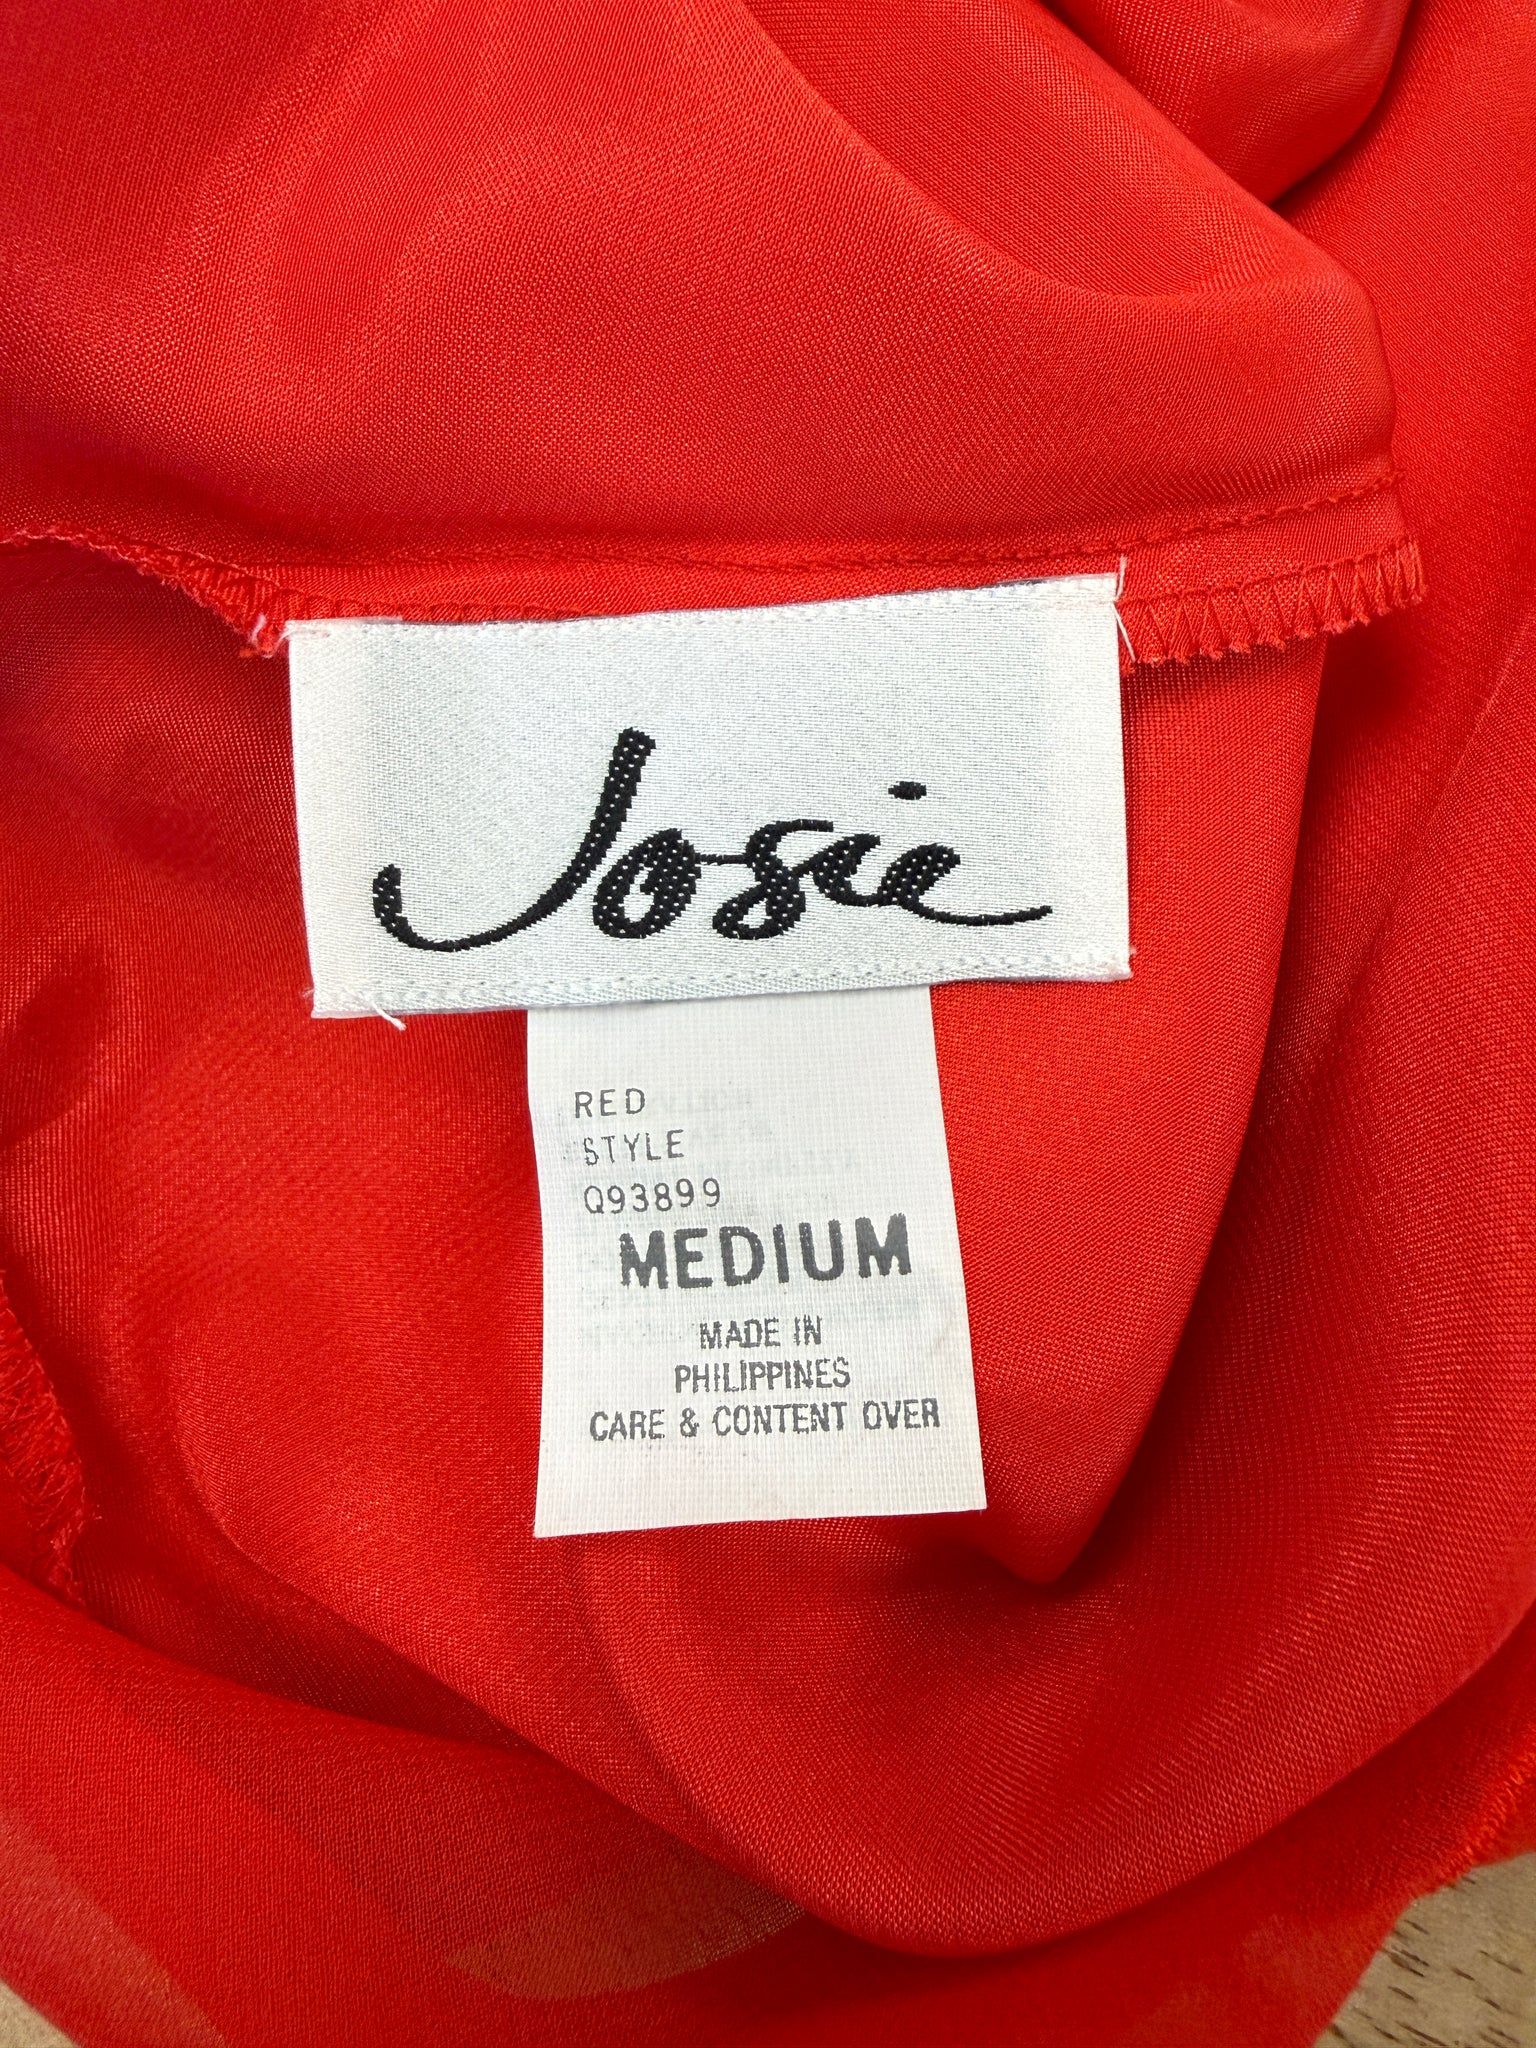 Josie
RED
STYLE
Q93899
MEDIUM
MADE IN
PHILIPPINES
CARE & CONTENT OVER